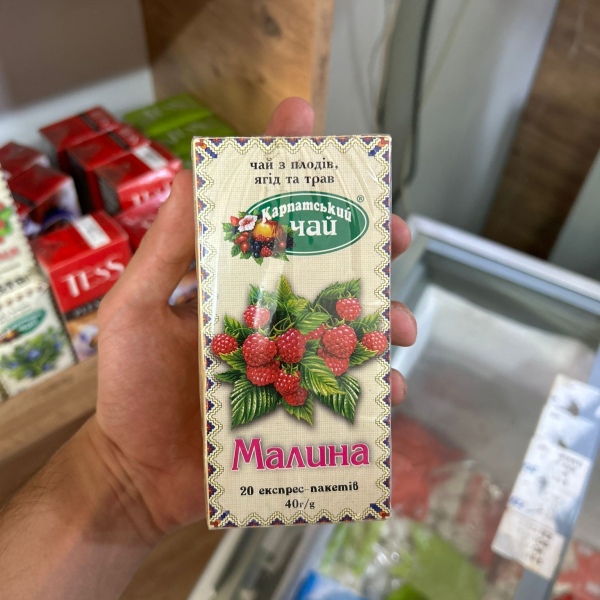 чай з плодів,
ягід та трав
Карпатський®
чай
Малина
20 експрес-пакетів
40г/g
TESS